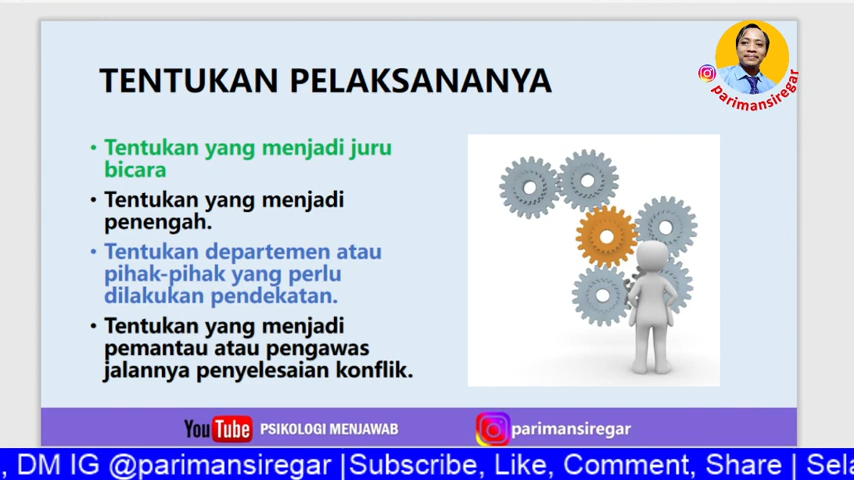 TENTUKAN PELAKSANANYA
parimansiregar
• Tentukan yang menjadi juru
bicara
• Tentukan yang menjadi
penengah.
• Tentukan departemen atau
pihak-pihak yang perlu
dilakukan pendekatan.
• Tentukan yang menjadi
pemantau atau pengawas
jalannya penyelesaian konflik.
YouTube PSIKOLOGI MENJAWAB
parimansiregar
, DM IG @parimansiregar |Subscribe, Like, Comment, Share | Sela